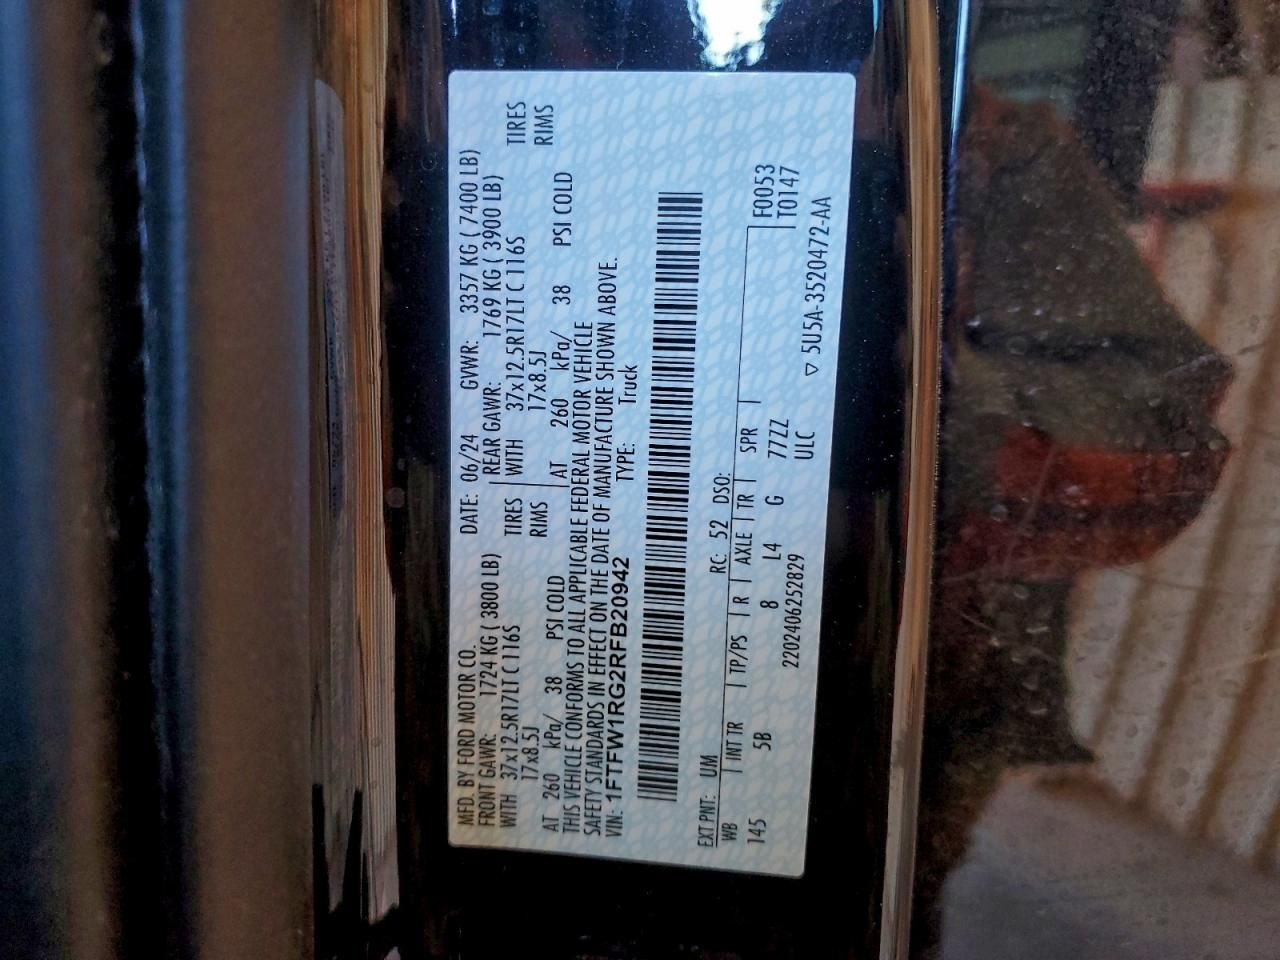 MFD. BY FORD MOTOR CO. DATE: 06/24 GVWR: 3357 KG ( 7400 LB)
FRONT GAWR: 1724 KG ( 3800 LB) REAR GAWR: 1769 KG ( 3900 LB)
WITH 37x12.5R17LT C 116S TIRES WITH 37x12.5R17LT C 116S TIRES
17x8.5J RIMS 17x8.5J RIMS
AT 260 kPa/ 38 PSI COLD AT 260 kPa/ 38 PSI COLD
THIS VEHICLE CONFORMS TO ALL APPLICABLE FEDERAL MOTOR VEHICLE
SAFETY STANDARDS IN EFFECT ON THE DATE OF MANUFACTURE SHOWN ABOVE.
VIN: 1FTFW1RG2RFB20942 TYPE: Truck
EXT PNT: UM RC: 52 DSO: F0053
WB INT TR TP/PS R AXLE TR SPR T0147
145 5B 8 L4 G 77ZZ
2202406252829 ULC ▽ 5U5A-3520472-AA